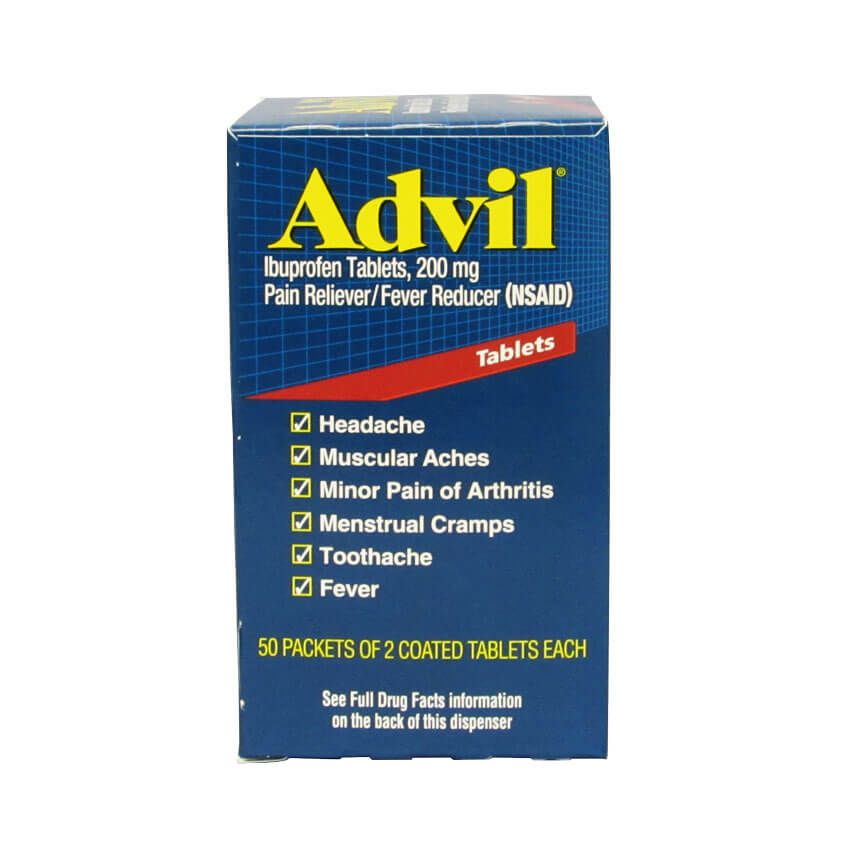 Advil®
Ibuprofen Tablets, 200 mg
Pain Reliever/Fever Reducer (NSAID)
Tablets
Headache
Muscular Aches
Minor Pain of Arthritis
Menstrual Cramps
Toothache
Fever
50 PACKETS OF 2 COATED TABLETS EACH
See Full Drug Facts information
on the back of this dispenser